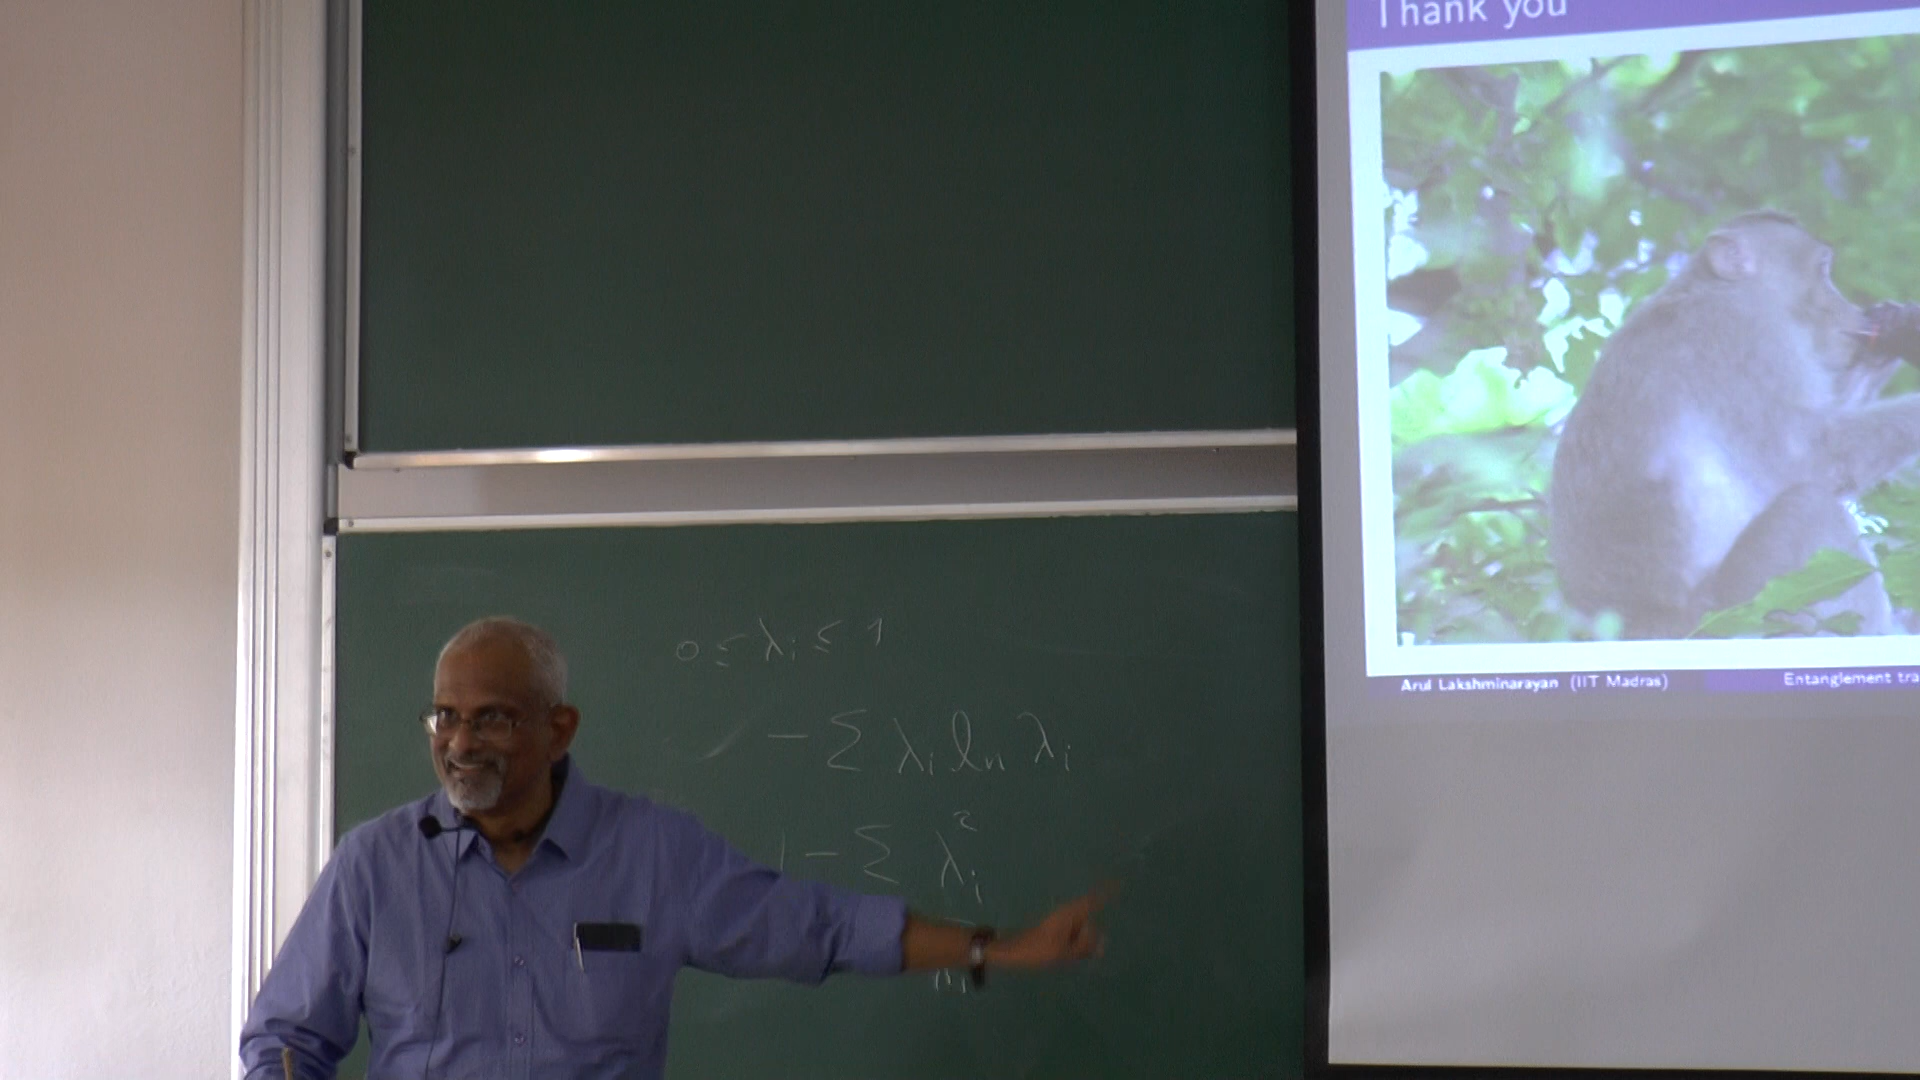 Thank you
Arul Lakshminarayan (IIT Madras)
Entanglement tra
0 ≤ λi ≤ 1
− Σ λi ln λi
1 − Σ λi²